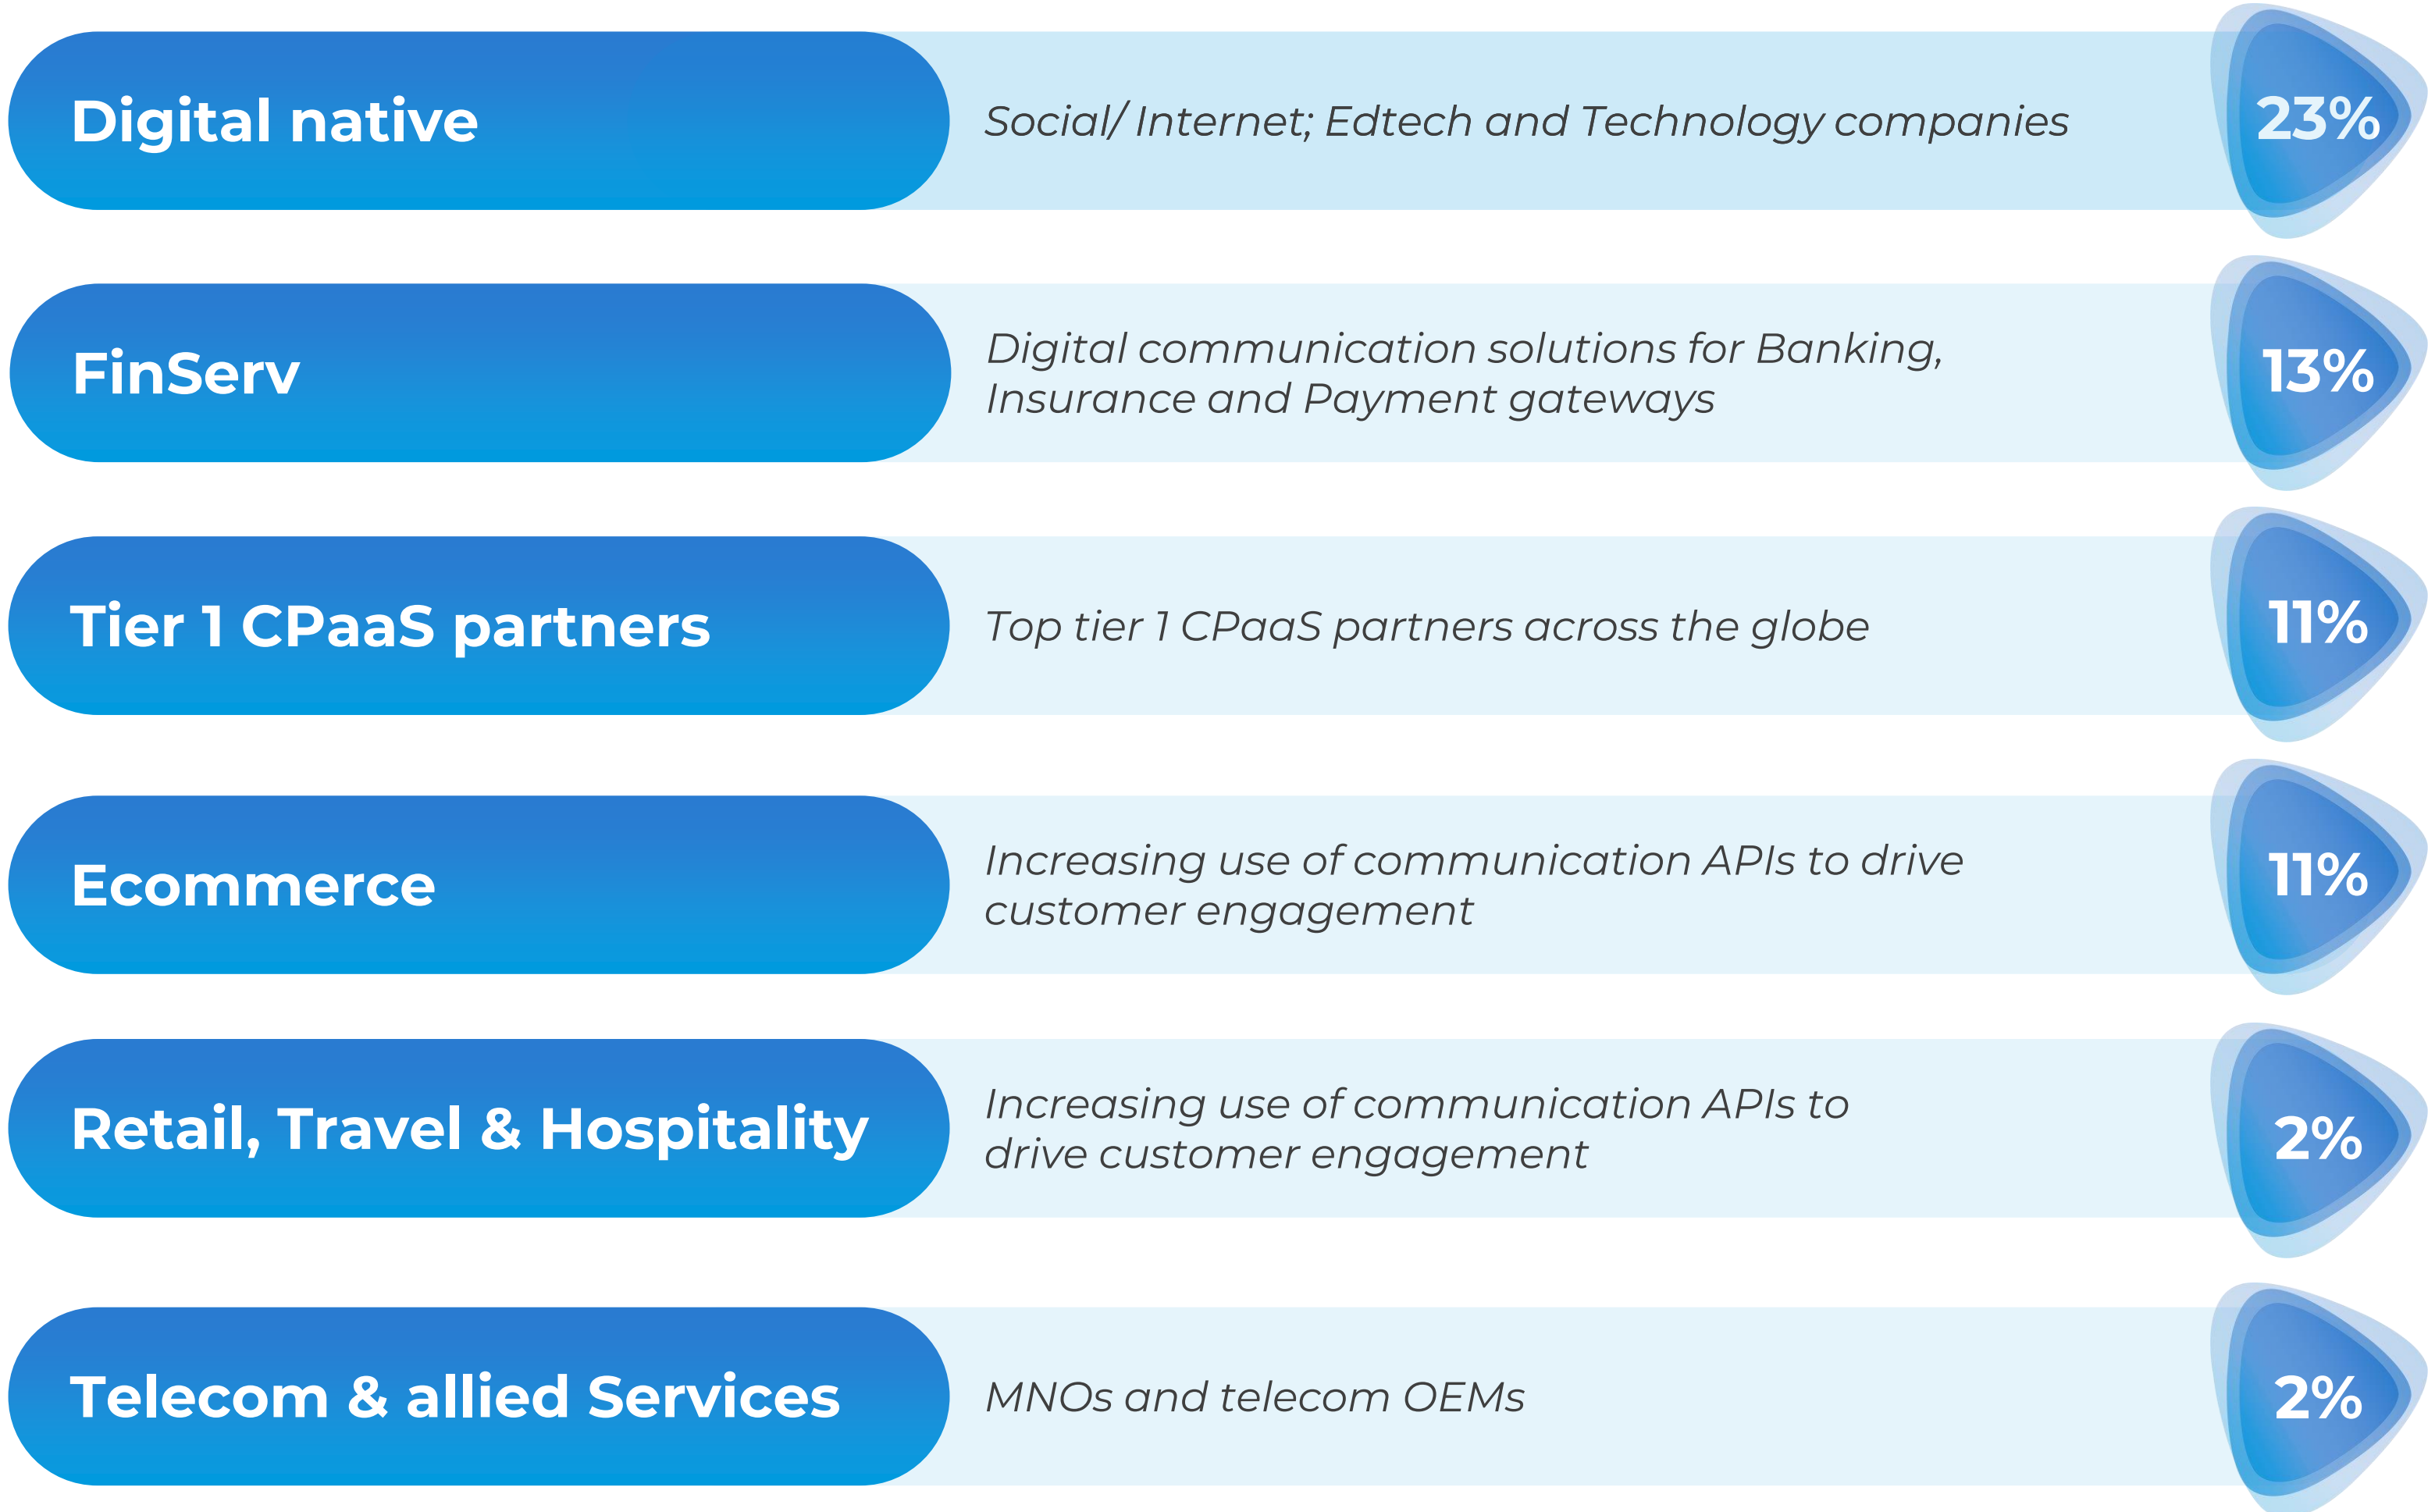 Digital native
Social/ Internet; Edtech and Technology companies
23%
FinServ
Digital communication solutions for Banking,
Insurance and Payment gateways
13%
Tier 1 CPaaS partners
Top tier 1 CPaaS partners across the globe
11%
Ecommerce
Increasing use of communication APIs to drive
customer engagement
11%
Retail, Travel & Hospitality
Increasing use of communication APIs to
drive customer engagement
2%
Telecom & allied Services
MNOs and telecom OEMs
2%